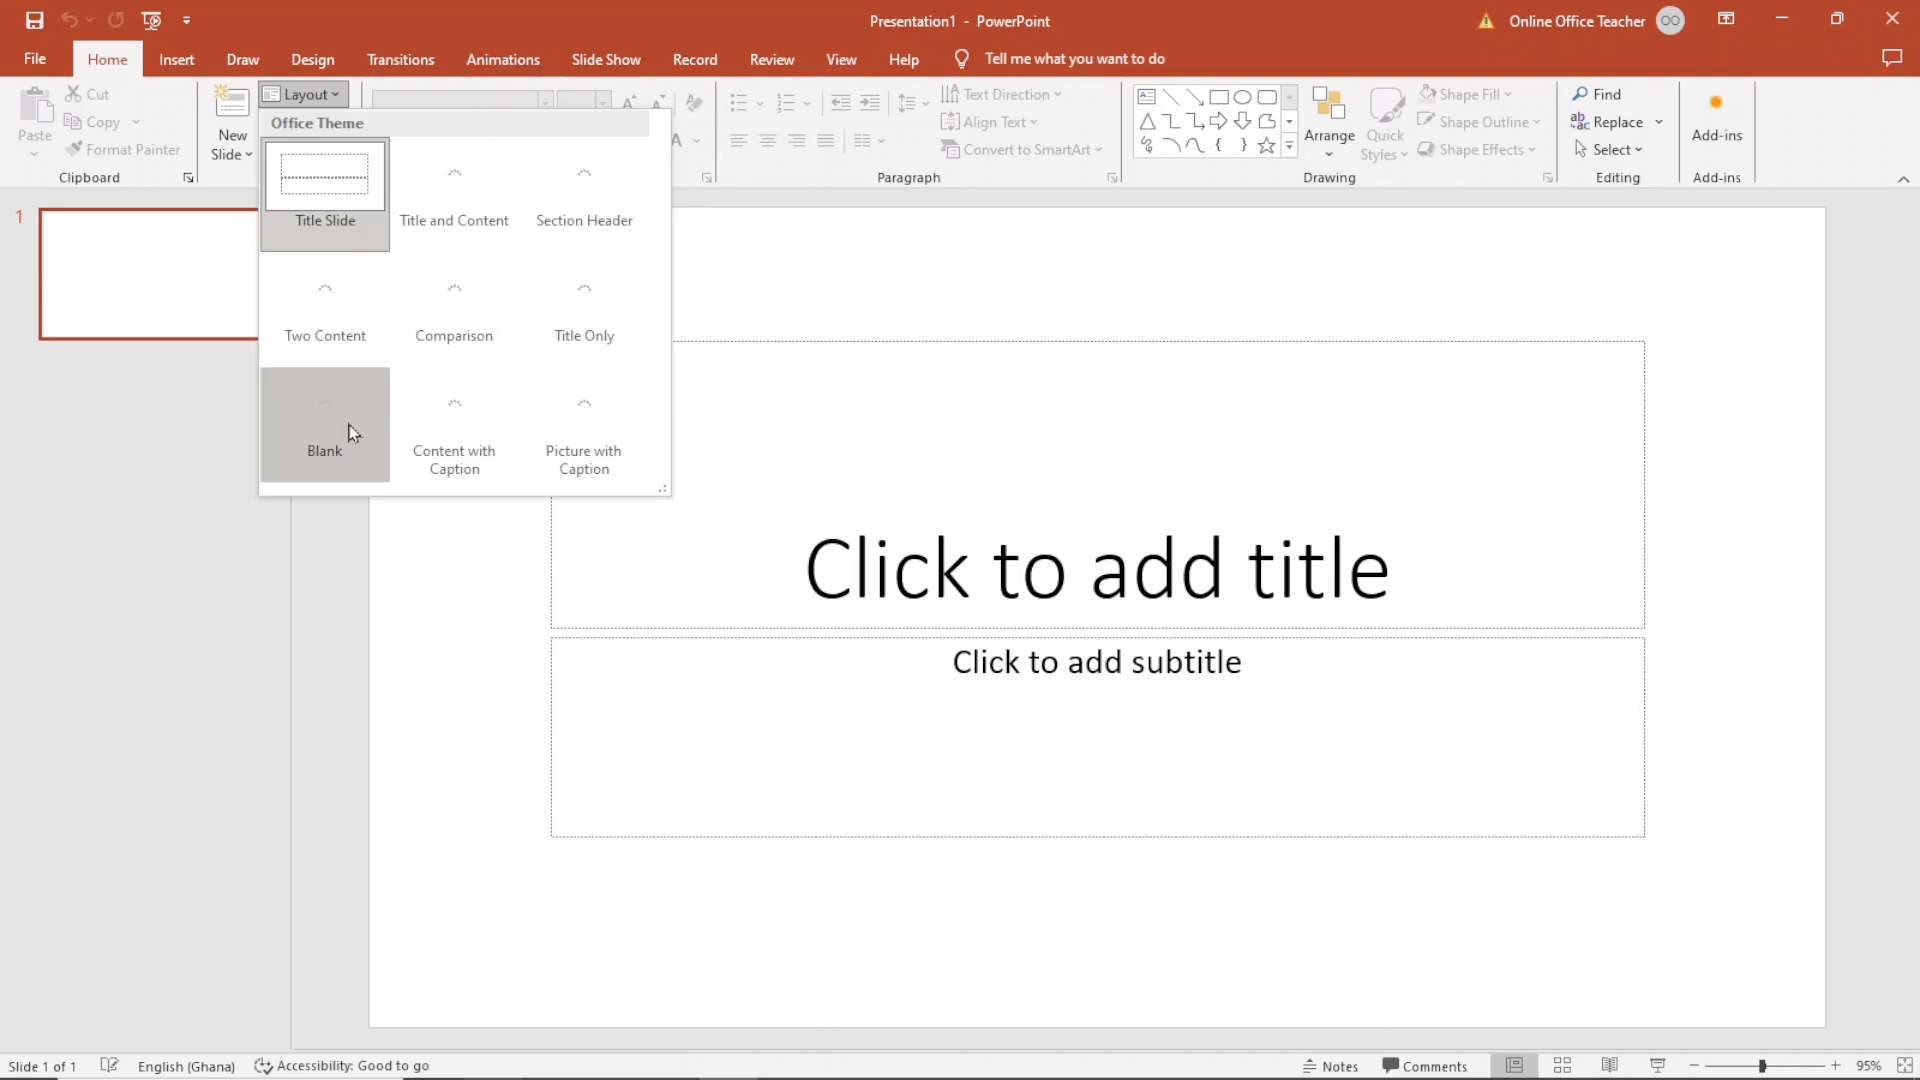 Presentation1 - PowerPoint
Online Office Teacher
OO
File
Home
Insert
Draw
Design
Transitions
Animations
Slide Show
Record
Review
View
Help
Tell me what you want to do
Paste
Cut
Copy
Format Painter
Clipboard
New
Slide
Layout
Office Theme
Title Slide
Title and Content
Section Header
Two Content
Comparison
Title Only
Blank
Content with
Caption
Picture with
Caption
A
Text Direction
Align Text
Convert to SmartArt
Paragraph
Arrange
Quick
Styles
Shape Fill
Shape Outline
Shape Effects
Drawing
Find
Replace
Select
Editing
Add-ins
Add-ins
1
Click to add title
Click to add subtitle
Slide 1 of 1
English (Ghana)
Accessibility: Good to go
Notes
Comments
95%